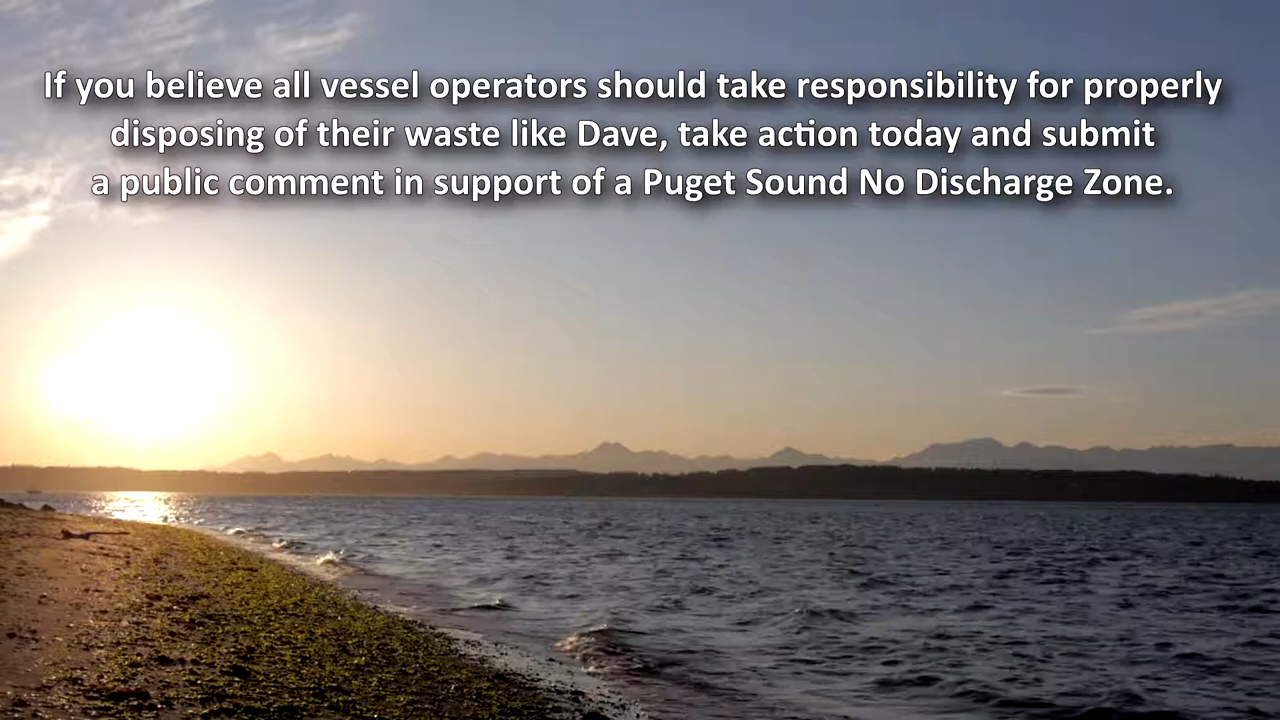 If you believe all vessel operators should take responsibility for properly
disposing of their waste like Dave, take action today and submit
a public comment in support of a Puget Sound No Discharge Zone.